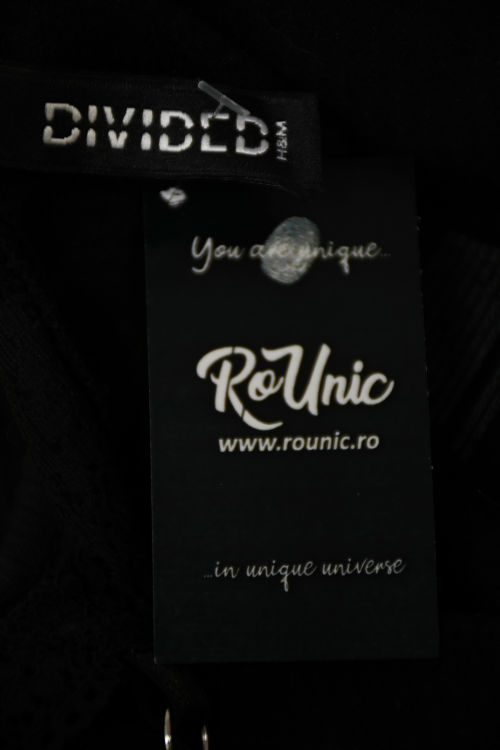 DIVIDED
H&M
You are unique...
RoUnic
www.rounic.ro
...in unique universe